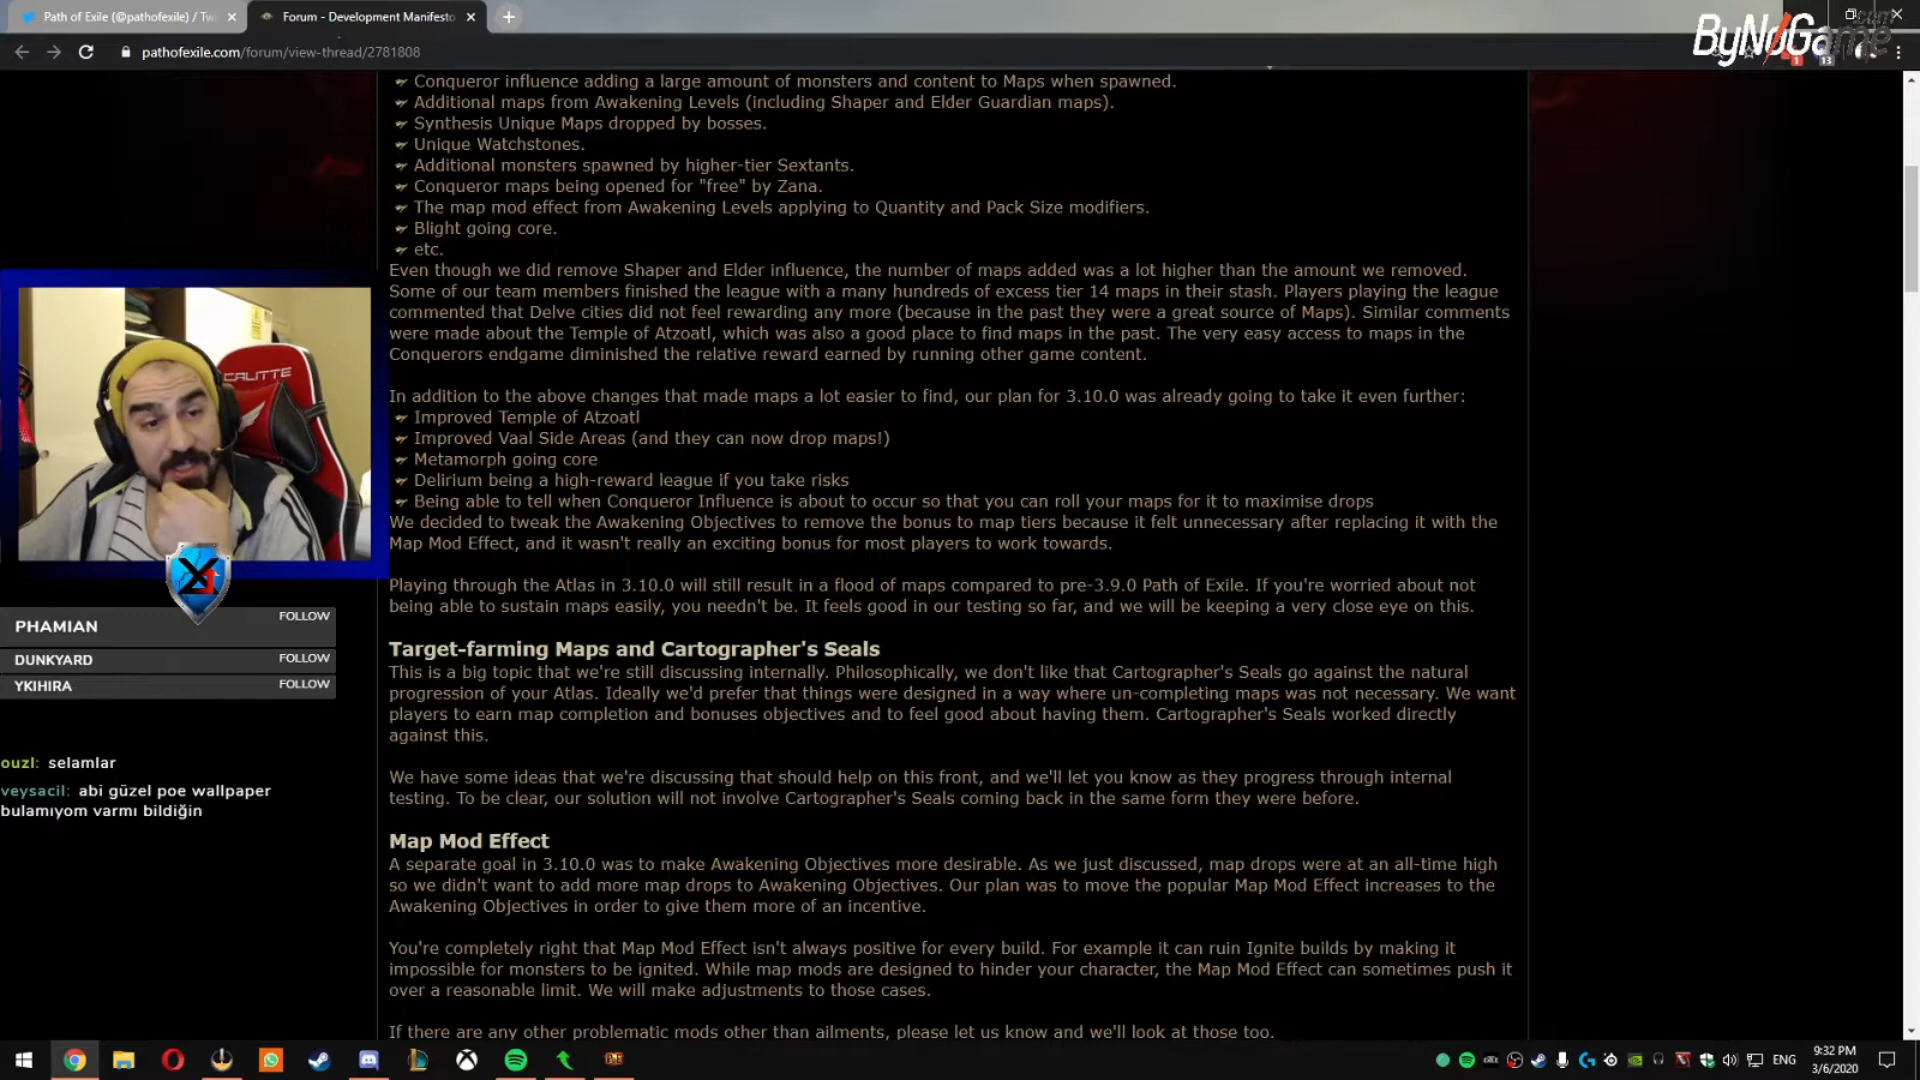 Path of Exile (@pathofexile) / Tw
Forum - Development Manifesto
ByNoGame
.com
pathofexile.com/forum/view-thread/2781808
1
13
Conqueror influence adding a large amount of monsters and content to Maps when spawned.
Additional maps from Awakening Levels (including Shaper and Elder Guardian maps).
Synthesis Unique Maps dropped by bosses.
Unique Watchstones.
Additional monsters spawned by higher-tier Sextants.
Conqueror maps being opened for "free" by Zana.
The map mod effect from Awakening Levels applying to Quantity and Pack Size modifiers.
Blight going core.
etc.
Even though we did remove Shaper and Elder influence, the number of maps added was a lot higher than the amount we removed.
Some of our team members finished the league with a many hundreds of excess tier 14 maps in their stash. Players playing the league
commented that Delve cities did not feel rewarding any more (because in the past they were a great source of Maps). Similar comments
were made about the Temple of Atzoatl, which was also a good place to find maps in the past. The very easy access to maps in the
Conquerors endgame diminished the relative reward earned by running other game content.
In addition to the above changes that made maps a lot easier to find, our plan for 3.10.0 was already going to take it even further:
Improved Temple of Atzoatl
Improved Vaal Side Areas (and they can now drop maps!)
Metamorph going core
Delirium being a high-reward league if you take risks
Being able to tell when Conqueror Influence is about to occur so that you can roll your maps for it to maximise drops
We decided to tweak the Awakening Objectives to remove the bonus to map tiers because it felt unnecessary after replacing it with the
Map Mod Effect, and it wasn't really an exciting bonus for most players to work towards.
Playing through the Atlas in 3.10.0 will still result in a flood of maps compared to pre-3.9.0 Path of Exile. If you're worried about not
being able to sustain maps easily, you needn't be. It feels good in our testing so far, and we will be keeping a very close eye on this.
Target-farming Maps and Cartographer's Seals
This is a big topic that we're still discussing internally. Philosophically, we don't like that Cartographer's Seals go against the natural
progression of your Atlas. Ideally we'd prefer that things were designed in a way where un-completing maps was not necessary. We want
players to earn map completion and bonuses objectives and to feel good about having them. Cartographer's Seals worked directly
against this.
We have some ideas that we're discussing that should help on this front, and we'll let you know as they progress through internal
testing. To be clear, our solution will not involve Cartographer's Seals coming back in the same form they were before.
Map Mod Effect
A separate goal in 3.10.0 was to make Awakening Objectives more desirable. As we just discussed, map drops were at an all-time high
so we didn't want to add more map drops to Awakening Objectives. Our plan was to move the popular Map Mod Effect increases to the
Awakening Objectives in order to give them more of an incentive.
You're completely right that Map Mod Effect isn't always positive for every build. For example it can ruin Ignite builds by making it
impossible for monsters to be ignited. While map mods are designed to hinder your character, the Map Mod Effect can sometimes push it
over a reasonable limit. We will make adjustments to those cases.
If there are any other problematic mods other than ailments, please let us know and we'll look at those too.
CALITTE
X1
PHAMIAN FOLLOW
DUNKYARD FOLLOW
YKIHIRA FOLLOW
ouzl: selamlar
veysacil: abi güzel poe wallpaper
bulamıyom varmı bildiğin
ENG
9:32 PM
3/6/2020